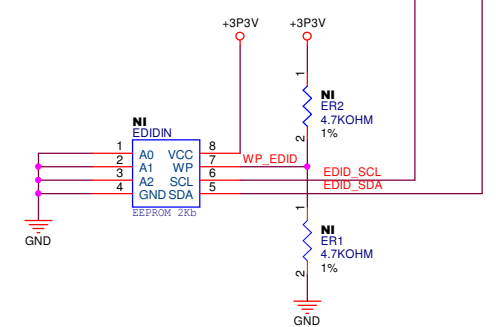 +3P3V
+3P3V
1
NI
ER2
4.7KOHM
1%
2
NI
EDIDIN
1 A0 VCC 8
2 A1 WP 7 WP_EDID
3 A2 SCL 6 EDID_SCL
4 GND SDA 5 EDID_SDA
EEPROM 2Kb
1
NI
ER1
4.7KOHM
1%
2
GND
GND